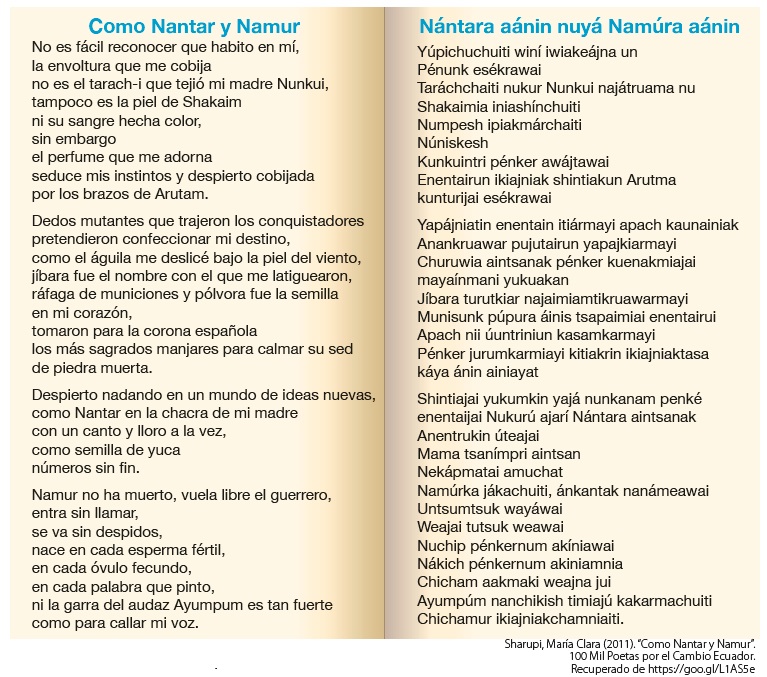 Como Nantar y Namur
No es fácil reconocer que habito en mí,
la envoltura que me cobija
no es el tarach-i que tejió mi madre Nunkui,
tampoco es la piel de Shakaim
ni su sangre hecha color,
sin embargo
el perfume que me adorna
seduce mis instintos y despierto cobijada
por los brazos de Arutam.
Dedos mutantes que trajeron los conquistadores
pretendieron confeccionar mi destino,
como el águila me deslicé bajo la piel del viento,
jíbara fue el nombre con el que me latiguearon,
ráfaga de municiones y pólvora fue la semilla
en mi corazón,
tomaron para la corona española
los más sagrados manjares para calmar su sed
de piedra muerta.
Despierto nadando en un mundo de ideas nuevas,
como Nantar en la chacra de mi madre
con un canto y lloro a la vez,
como semilla de yuca
números sin fin.
Namur no ha muerto, vuela libre el guerrero,
entra sin llamar,
se va sin despidos,
nace en cada esperma fértil,
en cada óvulo fecundo,
en cada palabra que pinto,
ni la garra del audaz Ayumpum es tan fuerte
como para callar mi voz.
Nántara aánin nuyá Namúra aánin
Yúpichuchuiti winí iwiakeájna un
Pénunk esékrawai
Taráchchaiti nukur Nunkui najátruama nu
Shakaimia iniashínchuiti
Numpesh ipiakmárchaiti
Núniskesh
Kunkuintri pénker awájtawai
Enentairun ikiajniak shintiakun Arutma
kunturijai esékrawai
Yapájniatin enentain itiármayi apach kaunainiak
Anankruawar pujutairun yapajkiarmayi
Churuwia aintsanak pénker kuenakmiajai
mayaínmani yukuakan
Jíbara turutkiar najaimiamtikruawarmayi
Munisunk púpura áinis tsapaimiai enentairui
Apach nii úuntriniun kasamkarmayi
Pénker jurumkarmiayi kitiakrin ikiajniaktasa
káya ánin ainiayat
Shintiajai yukumkin yajá nunkanam penké
enentaijai Nukurú ajarí Nántara aintsanak
Anentrukin úteajai
Mama tsanímpri aintsan
Nekápmatai amuchat
Namúrka jákachuiti, ánkantak nanámeawai
Untsumtsuk wayáwai
Weajai tutsuk weawai
Nuchip pénkernum akíniawai
Nákich pénkernum akiniamnia
Chicham aakmaki weajna jui
Ayumpúm nanchikish timiajú kakarmachuiti
Chichamur ikiajniakchamniaiti.
Sharupi, María Clara (2011). “Como Nantar y Namur”.
100 Mil Poetas por el Cambio Ecuador.
Recuperado de https://goo.gl/L1AS5e